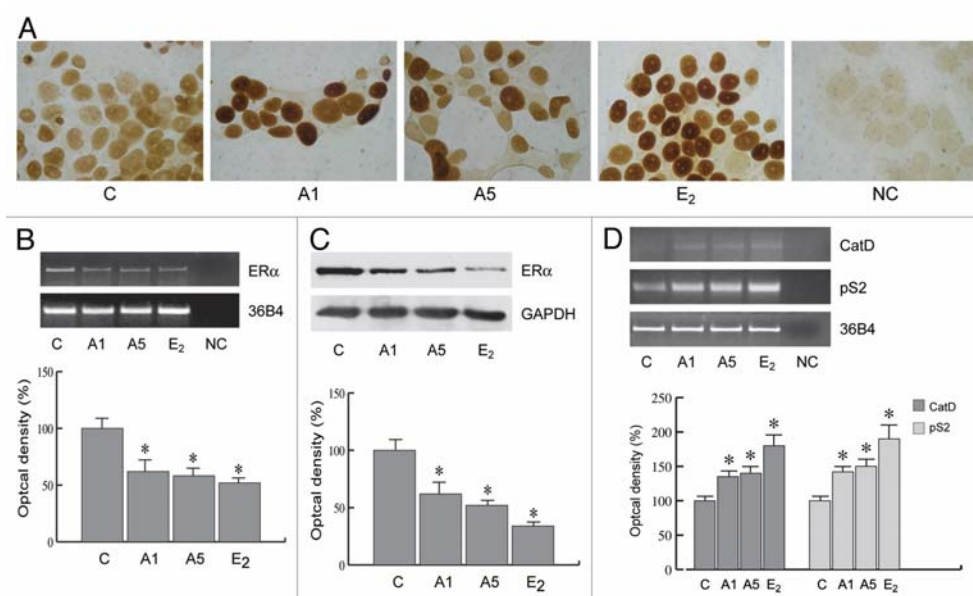 A
C A1 A5 E₂ NC
B
ERα
36B4
C A1 A5 E₂ NC
Optcal density (%)
150
100
50
0
* * *
C A1 A5 E2
C
ERα
GAPDH
C A1 A5 E₂
Optcal density (%)
150
100
50
0
* * *
C A1 A5 E₂
D
CatD
pS2
36B4
C A1 A5 E₂ NC
Optcal density (%)
250
200
150
100
50
0
* * * * * *
CatD
pS2
C A1 A5 E₂ C A1 A5 E₂